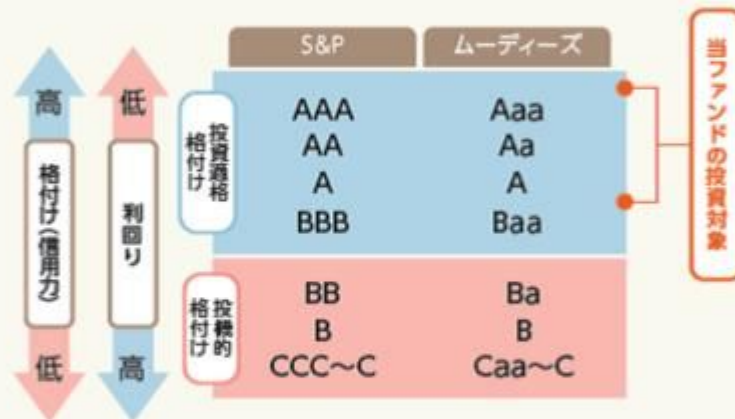 S&P
ムーディーズ
高
格付け(信用力)
低
低
利回り
高
投資適格
格付け
AAA
Aaa
AA
Aa
A
A
BBB
Baa
投機的
格付け
BB
Ba
B
B
CCC～C
Caa～C
当ファンドの投資対象